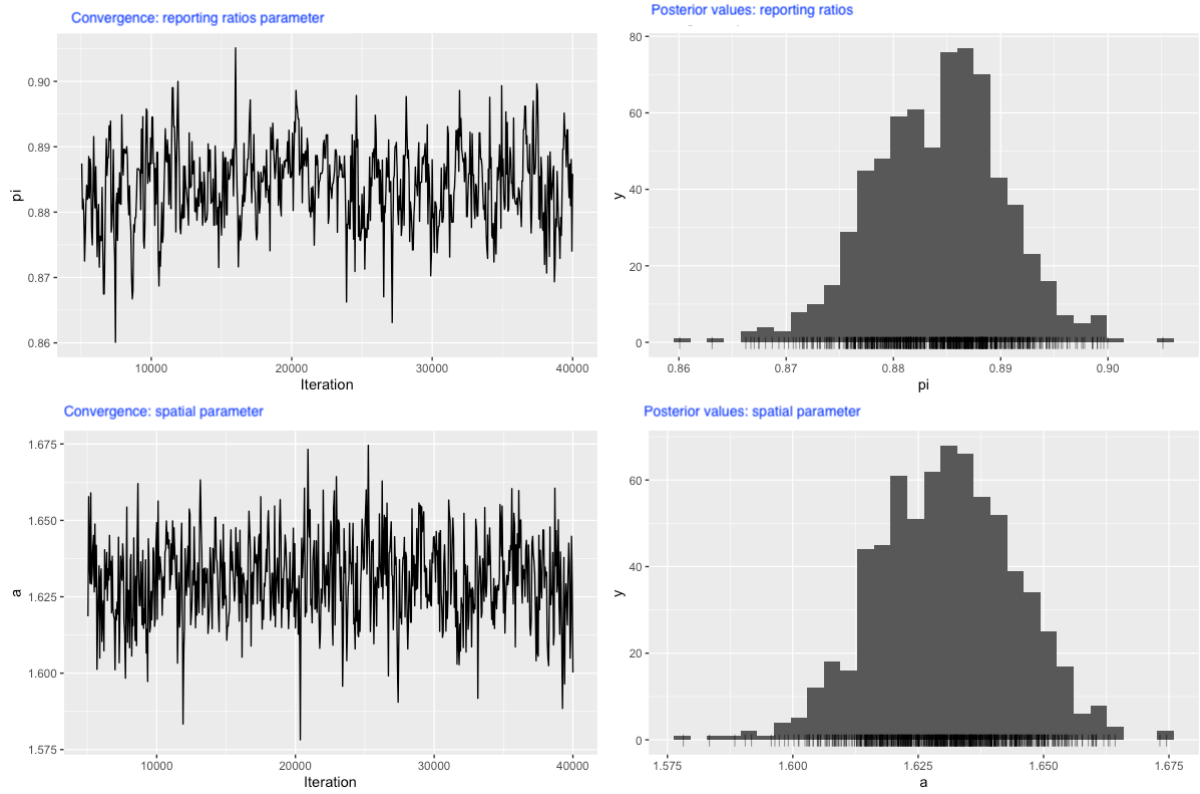 Convergence: reporting ratios parameter
0.90
0.89
0.88
0.87
0.86
pi
10000 20000 30000 40000
Iteration
Posterior values: reporting ratios
80
60
40
20
0
y
0.86 0.87 0.88 0.89 0.90
pi
Convergence: spatial parameter
1.675
1.650
1.625
1.600
1.575
a
10000 20000 30000 40000
Iteration
Posterior values: spatial parameter
60
40
20
0
y
1.575 1.600 1.625 1.650 1.675
a